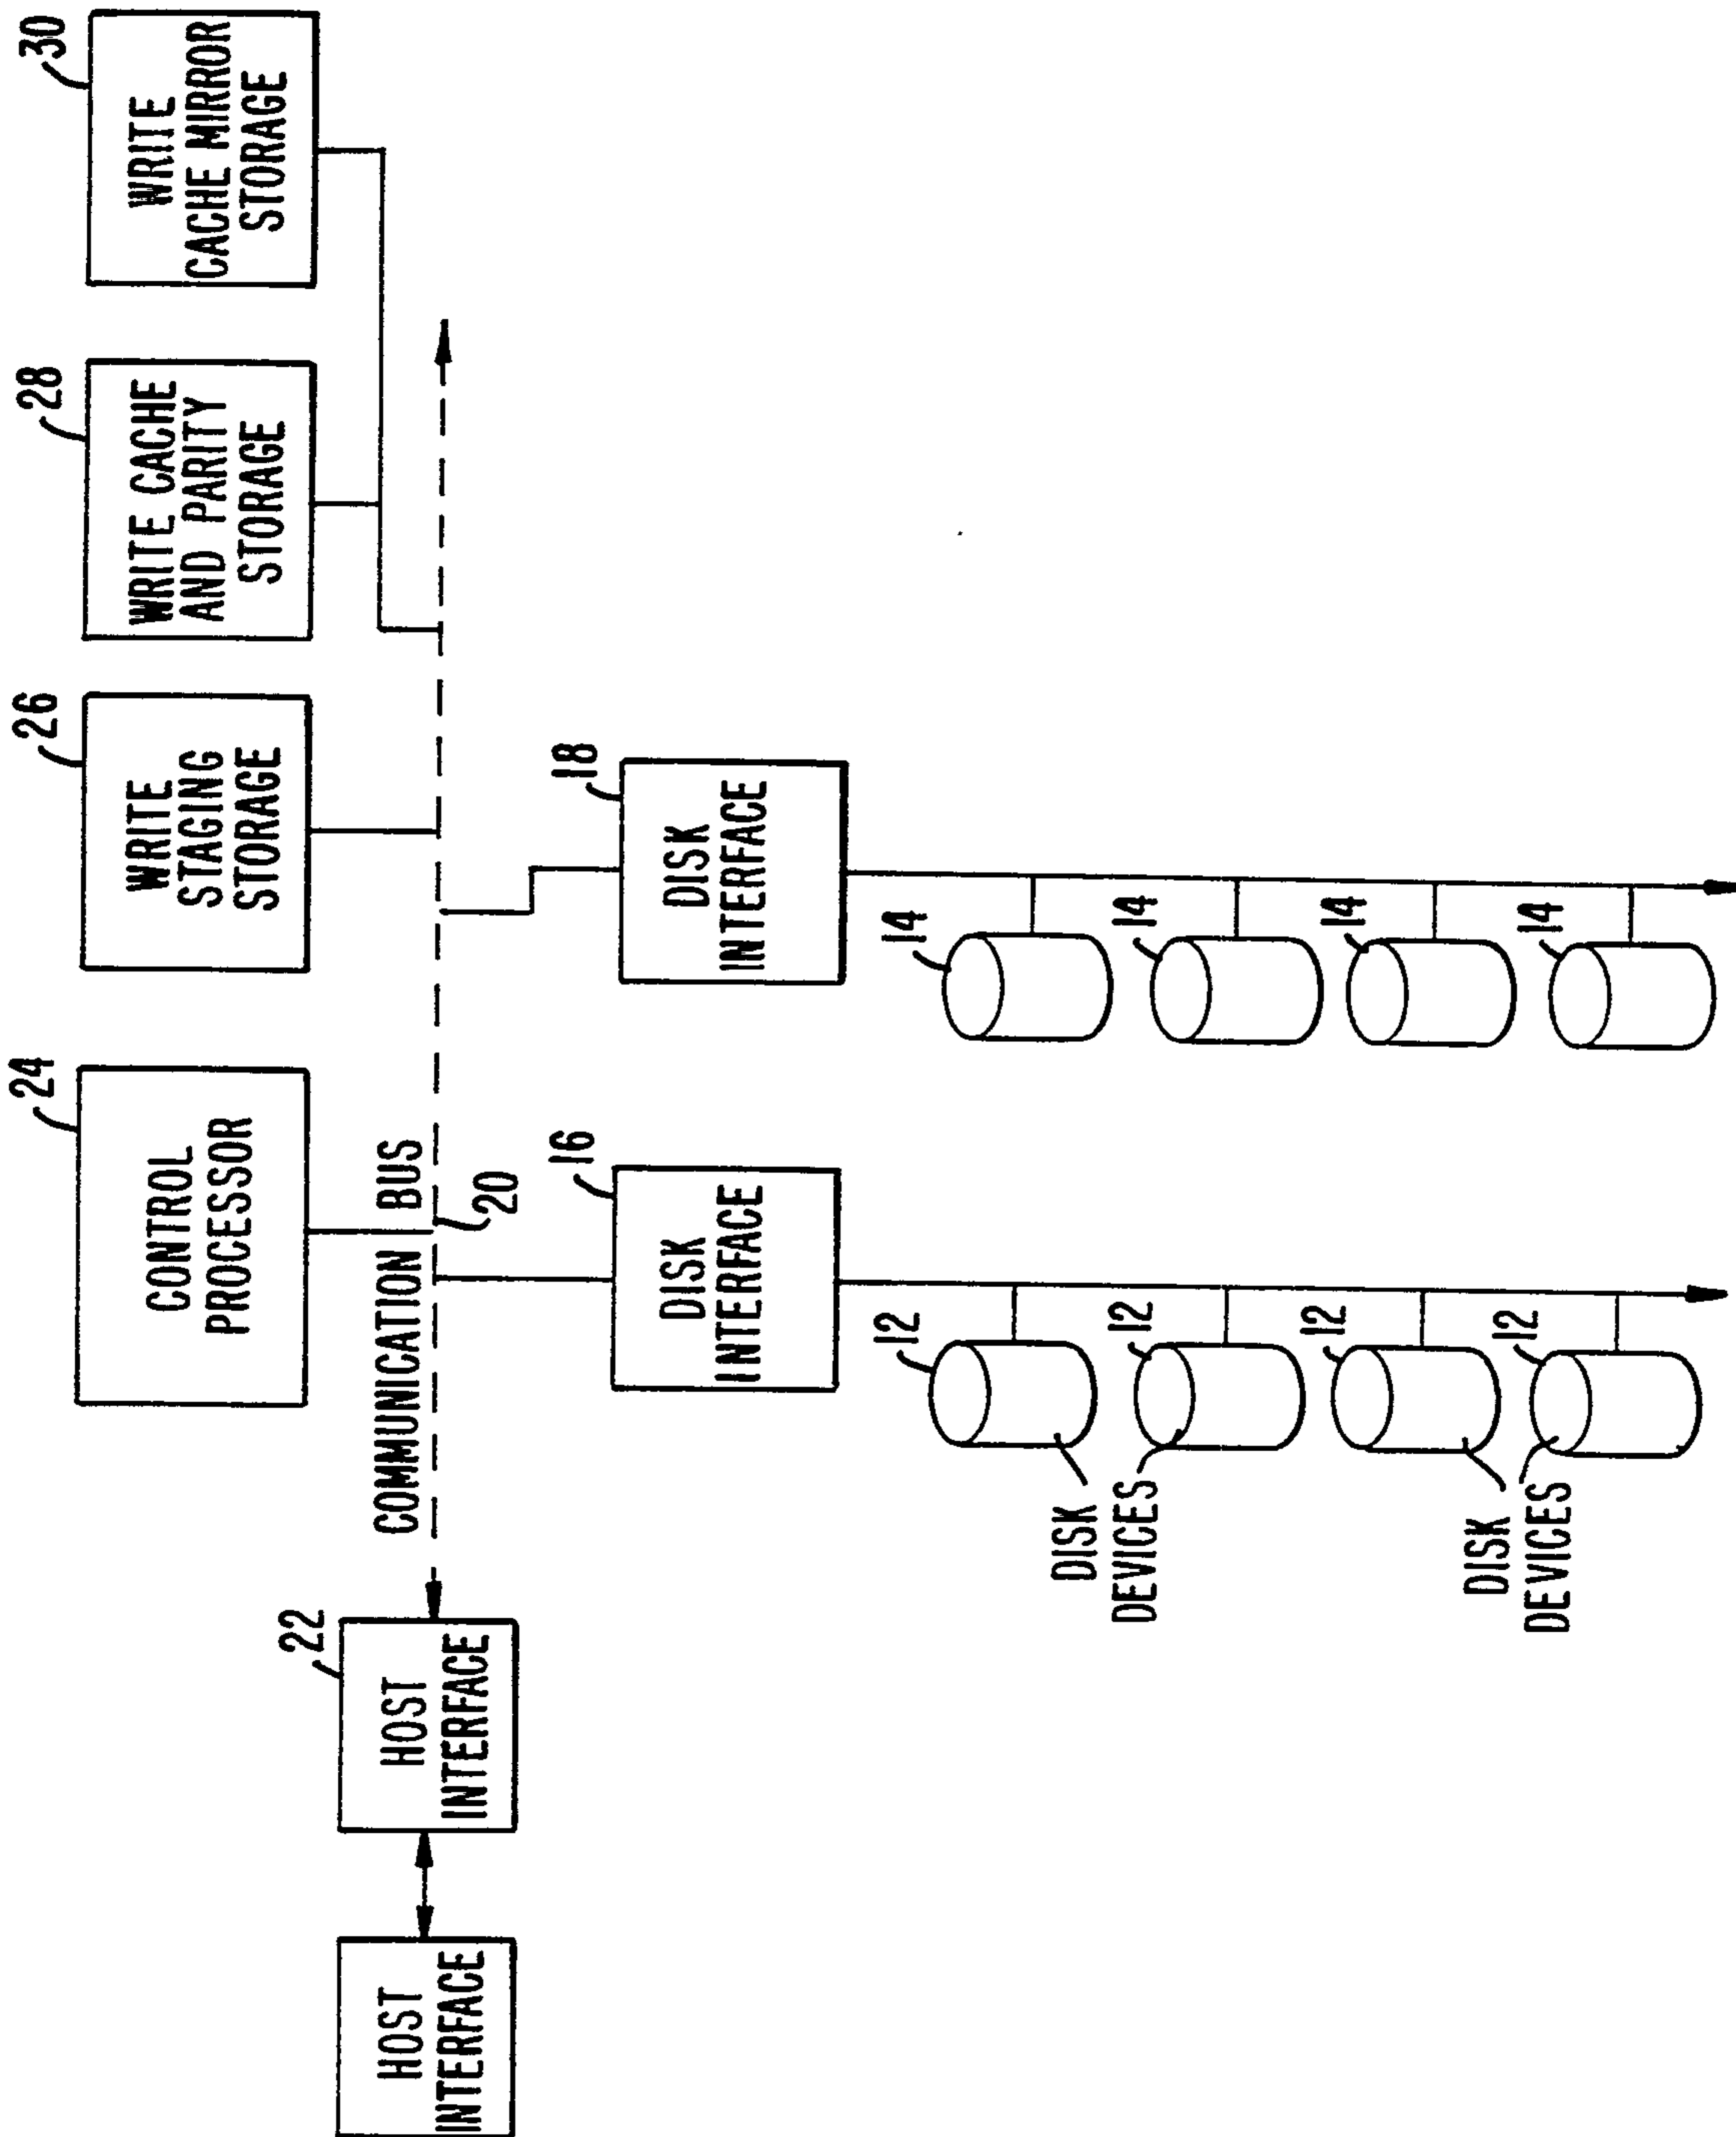 30
WRITE
CACHE MIRROR
STORAGE
28
WRITE CACHE
AND PARITY
STORAGE
26
WRITE
STAGING
STORAGE
24
CONTROL
PROCESSOR
COMMUNICATION BUS
20
22
HOST
INTERFACE
HOST
INTERFACE
18
DISK
INTERFACE
14
14
14
14
16
DISK
INTERFACE
12
12
12
12
DISK
DEVICES
DISK
DEVICES